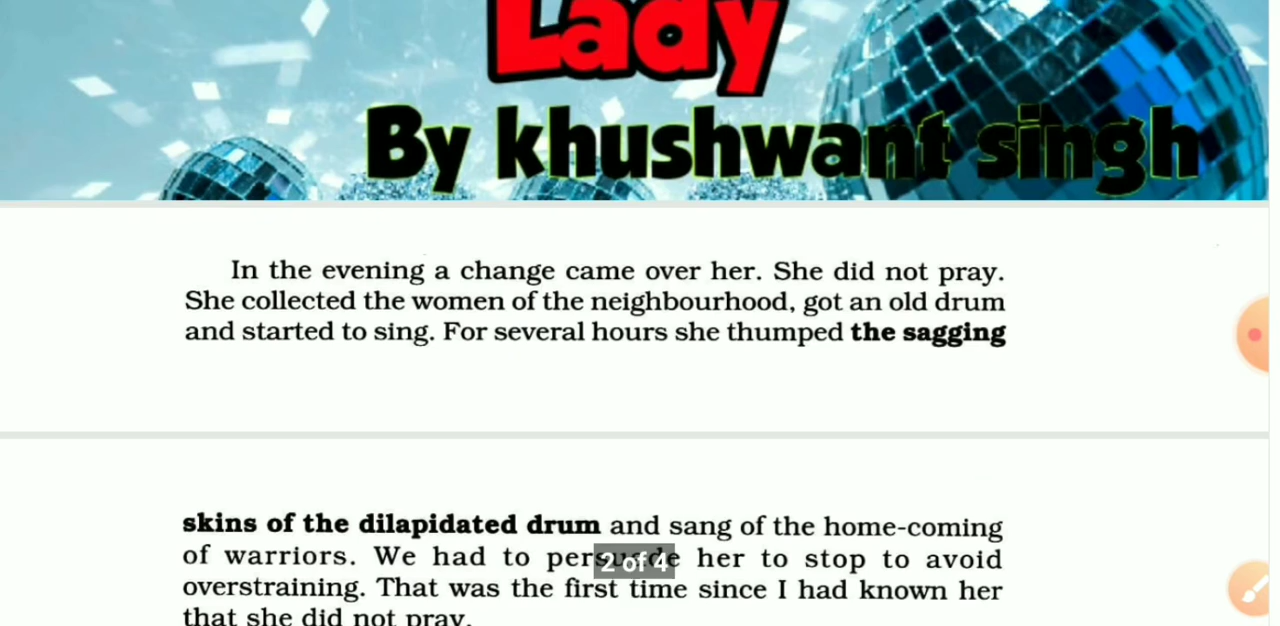 Lady
By khushwant singh
In the evening a change came over her. She did not pray.
She collected the women of the neighbourhood, got an old drum
and started to sing. For several hours she thumped the sagging
skins of the dilapidated drum and sang of the home-coming
of warriors. We had to persuade her to stop to avoid
2 of 4
overstraining. That was the first time since I had known her
that she did not pray.